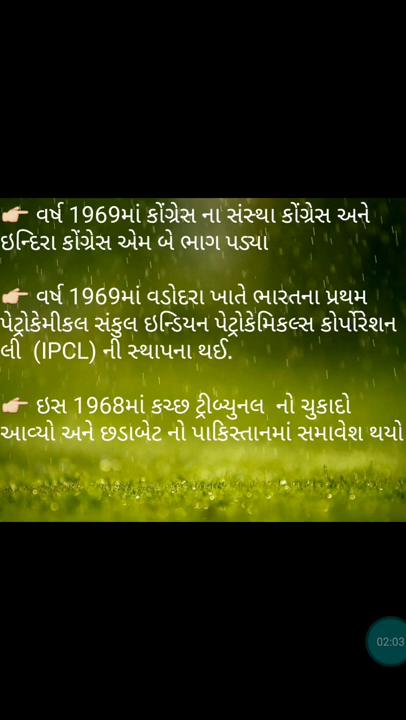 👉 વર્ષ 1969માં કોંગ્રેસ ના સંસ્થા કોંગ્રેસ અને
ઇન્દિરા કોંગ્રેસ એમ બે ભાગ પડ્યા
👉 વર્ષ 1969માં વડોદરા ખાતે ભારતના પ્રથમ
પેટ્રોકેમીકલ સંકુલ ઇન્ડિયન પેટ્રોકેમિકલ્સ કોર્પોરેશન
લી (IPCL) ની સ્થાપના થઈ.
👉 ઇસ 1968માં કચ્છ ટ્રીબ્યુનલ નો ચુકાદો
આવ્યો અને છડાબેટ નો પાકિસ્તાનમાં સમાવેશ થયો
02:03